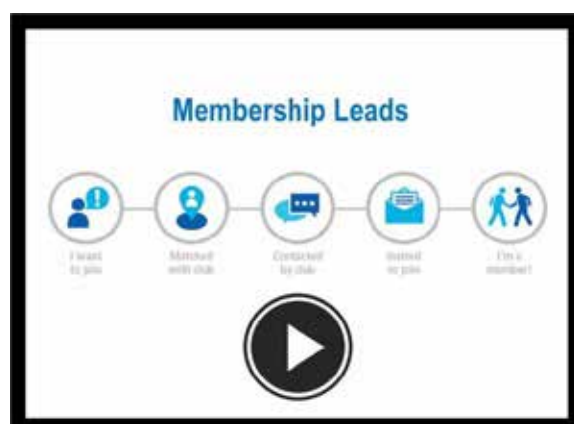 Membership Leads
I want
to join
Matched
with club
Contacted
by club
Invited
to join
I'm a
member!